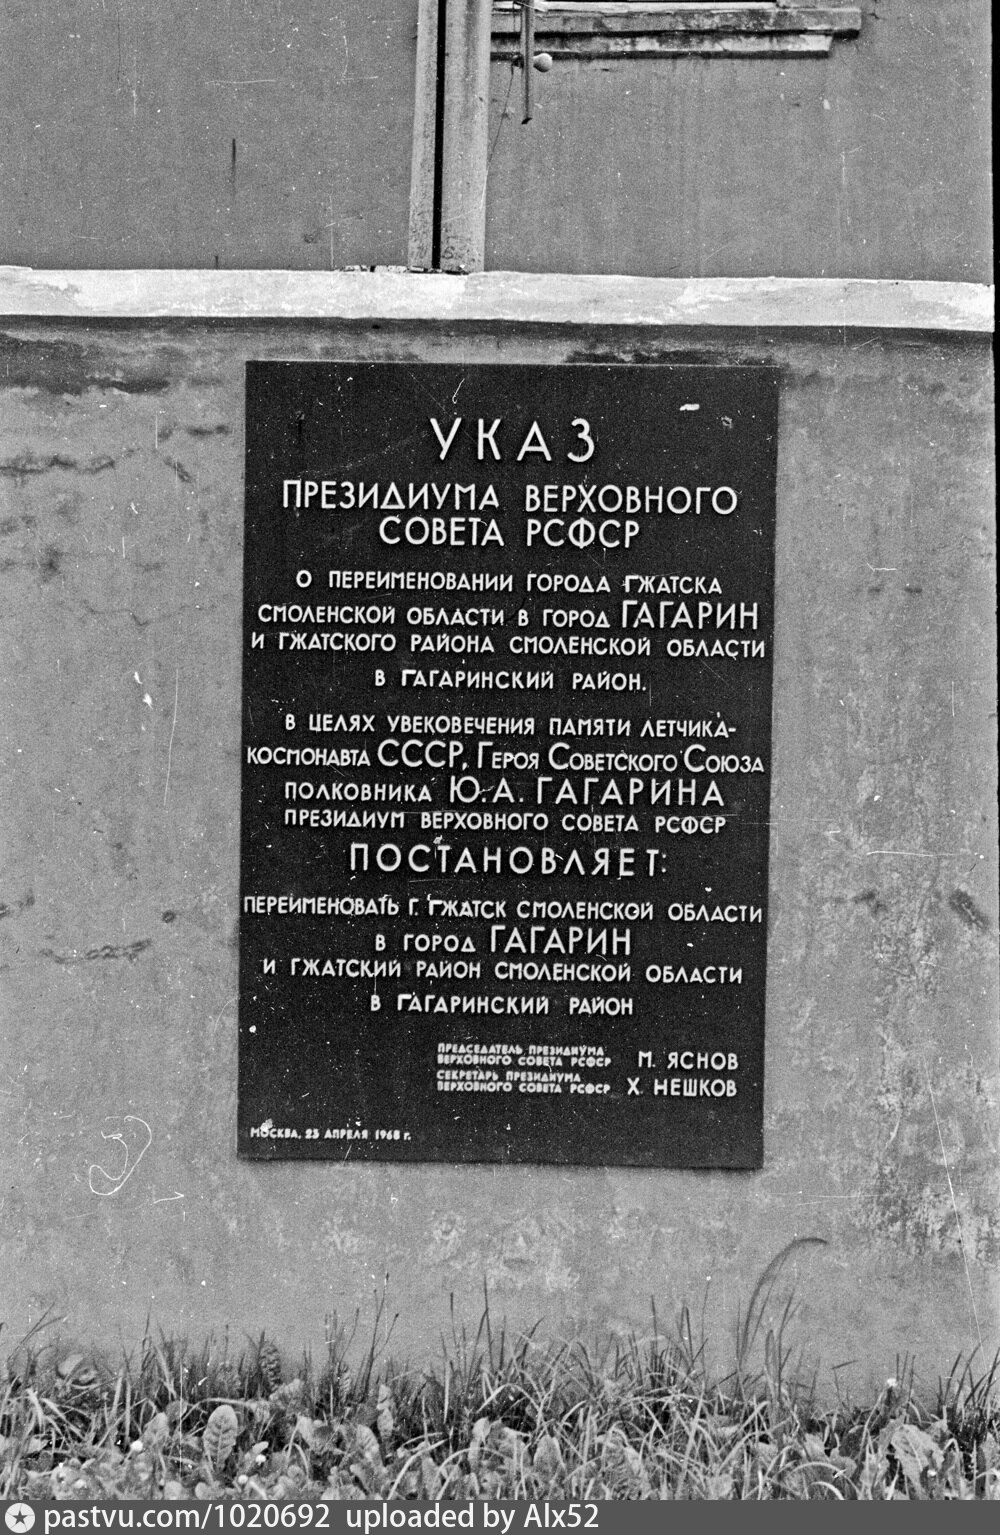 УКАЗ
ПРЕЗИДИУМА ВЕРХОВНОГО
СОВЕТА РСФСР
О ПЕРЕИМЕНОВАНИИ ГОРОДА ГЖАТСКА
СМОЛЕНСКОЙ ОБЛАСТИ В ГОРОД ГАГАРИН
И ГЖАТСКОГО РАЙОНА СМОЛЕНСКОЙ ОБЛАСТИ
В ГАГАРИНСКИЙ РАЙОН.
В ЦЕЛЯХ УВЕКОВЕЧЕНИЯ ПАМЯТИ ЛЕТЧИКА-
КОСМОНАВТА СССР, ГЕРОЯ СОВЕТСКОГО СОЮЗА
ПОЛКОВНИКА Ю.А. ГАГАРИНА
ПРЕЗИДИУМ ВЕРХОВНОГО СОВЕТА РСФСР
ПОСТАНОВЛЯЕТ:
ПЕРЕИМЕНОВАТЬ Г. ГЖАТСК СМОЛЕНСКОЙ ОБЛАСТИ
В ГОРОД ГАГАРИН
И ГЖАТСКИЙ РАЙОН СМОЛЕНСКОЙ ОБЛАСТИ
В ГАГАРИНСКИЙ РАЙОН
ПРЕДСЕДАТЕЛЬ ПРЕЗИДИУМА
ВЕРХОВНОГО СОВЕТА РСФСР М. ЯСНОВ
СЕКРЕТАРЬ ПРЕЗИДИУМА
ВЕРХОВНОГО СОВЕТА РСФСР Х. НЕШКОВ
МОСКВА, 23 АПРЕЛЯ 1968 г.
pastvu.com/1020692 uploaded by Alx52